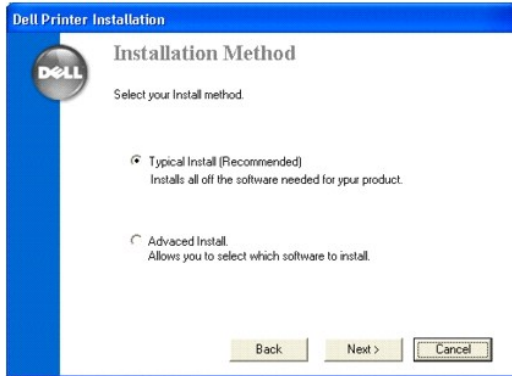 Dell Printer Installation
DELL
Installation Method
Select your Install method.
Typical Install (Recommended)
Installs all off the software needed for ypur product.
Advaced Install.
Allows you to select which software to install.
Back
Next >
Cancel